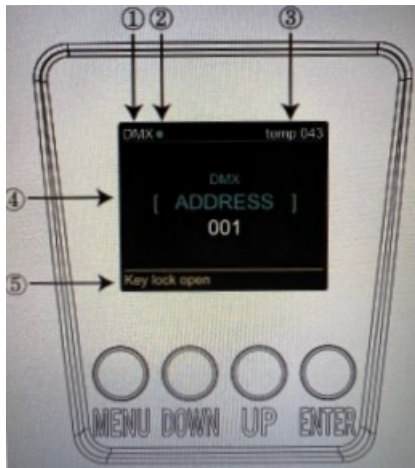 ① ② ③
DMX temp 043
DMX
④ [ ADDRESS ]
001
⑤ Key lock open
MENU DOWN UP ENTER